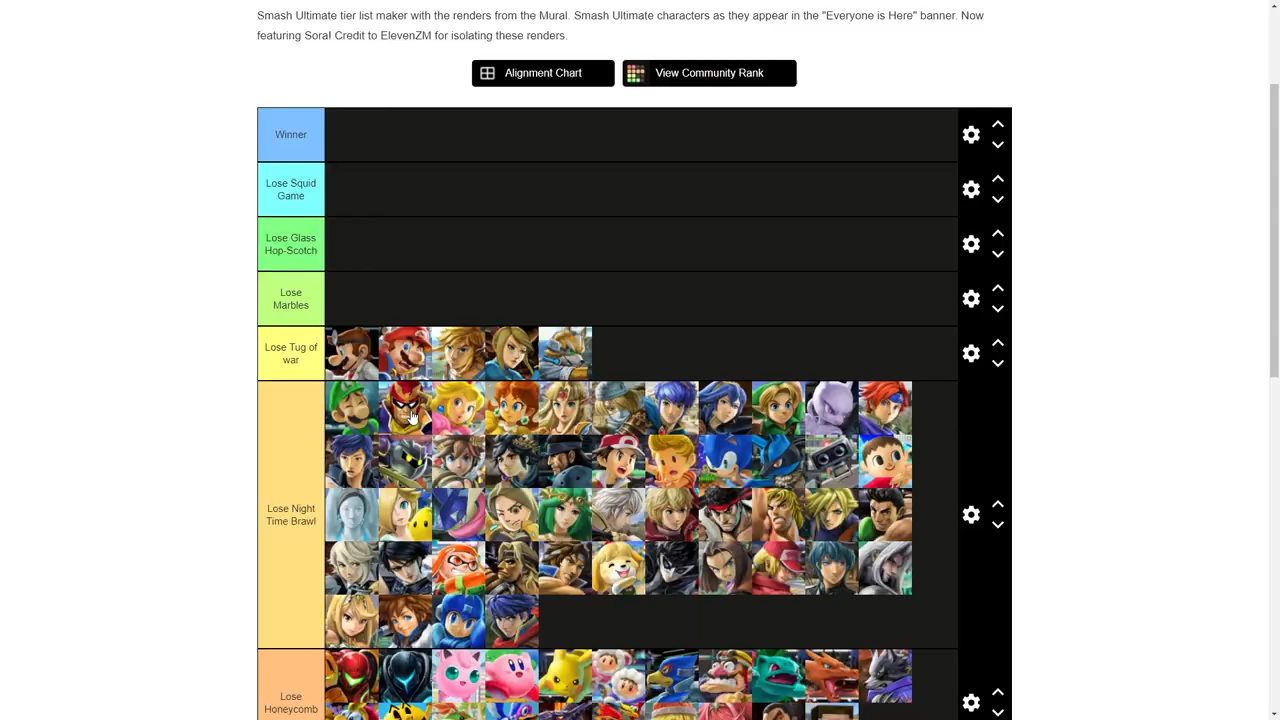 Smash Ultimate tier list maker with the renders from the Mural. Smash Ultimate characters as they appear in the "Everyone is Here" banner. Now
featuring Sora! Credit to ElevenZM for isolating these renders.
Alignment Chart
View Community Rank
Winner
Lose Squid
Game
Lose Glass
Hop-Scotch
Lose
Marbles
Lose Tug of
war
Lose Night
Time Brawl
Lose
Honeycomb